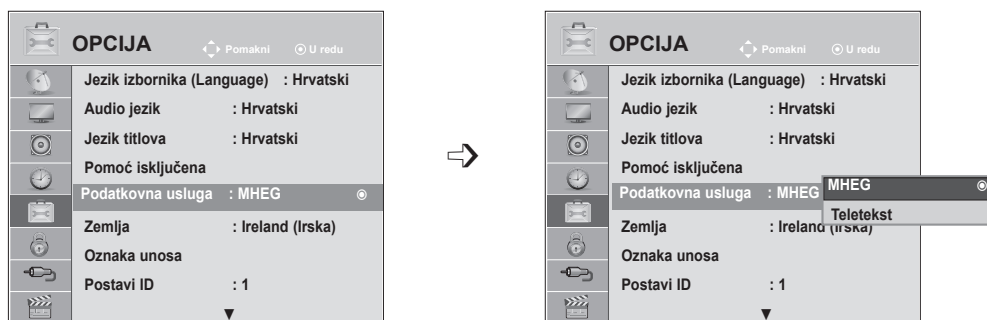 OPCIJA Pomakni U redu
Jezik izbornika (Language) : Hrvatski
Audio jezik : Hrvatski
Jezik titlova : Hrvatski
Pomoć isključena
Podatkovna usluga : MHEG
Zemlja : Ireland (Irska)
Oznaka unosa
Postavi ID : 1
OPCIJA Pomakni U redu
Jezik izbornika (Language) : Hrvatski
Audio jezik : Hrvatski
Jezik titlova : Hrvatski
Pomoć isključena
Podatkovna usluga : MHEG
MHEG
Teletekst
Zemlja : Ireland (Irska)
Oznaka unosa
Postavi ID : 1